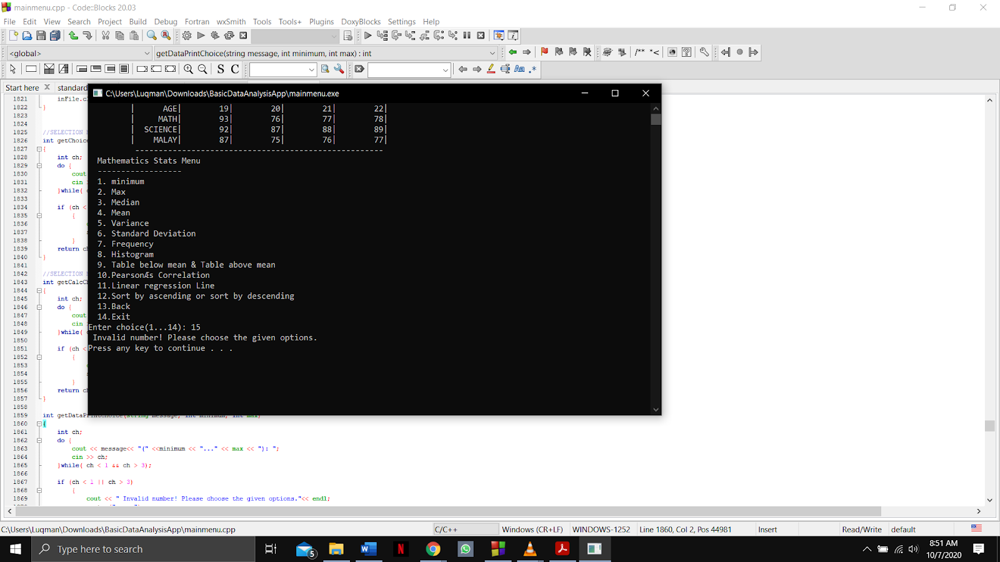 mainmenu.cpp - Code::Blocks 20.03
File Edit View Search Project Build Debug Fortran wxSmith Tools Tools+ Plugins DoxyBlocks Settings Help
<global> getDataPrintChoice(string message, int minimum, int max) : int
/** *<
S C Aa .*
Start here standard
C:\Users\Luqman\Downloads\BasicDataAnalysisApp\mainmenu.exe
| AGE| 19| 20| 21| 22|
| MATH| 93| 76| 77| 78|
| SCIENCE| 92| 87| 88| 89|
| MALAY| 87| 75| 76| 77|
-----------------------------------------------------
Mathematics Stats Menu
------------------
1. minimum
2. Max
3. Median
4. Mean
5. Variance
6. Standard Deviation
7. Frequency
8. Histogram
9. Table below mean & Table above mean
10.PearsonÆs Correlation
11.Linear regression Line
12.Sort by ascending or sort by descending
13.Back
14.Exit
Enter choice(1...14): 15
Invalid number! Please choose the given options.
Press any key to continue . . .
1821 inFile.c
1822 }
1823
1824
1825 //SELECTION
1826 int getChoice
1827 {
1828 int ch;
1829 do {
1830 cout
1831 cin
1832 }while(
1833
1834 if (ch <
1835 {
1836
1837
1838 }
1839 return c
1840 }
1841
1842 //SELECTION
1843 int getCalcC
1844 {
1845 int ch;
1846 do {
1847 cout
1848 cin
1849 }while(
1850
1851 if (ch <
1852 {
1853
1854
1855 }
1856 return c
1857 }
1858
1859 int getDataPrintChoice(string message, int minimum, int max)
1860 {
1861 int ch;
1862 do {
1863 cout << message<< "(" <<minimum << "..." << max << "): ";
1864 cin >> ch;
1865 }while( ch < 1 && ch > 3);
1866
1867 if (ch < 1 || ch > 3)
1868 {
1869 cout << " Invalid number! Please choose the given options."<< endl;
C:\Users\Luqman\Downloads\BasicDataAnalysisApp\mainmenu.cpp C/C++ Windows (CR+LF) WINDOWS-1252 Line 1860, Col 2, Pos 44981 Insert Read/Write default
Type here to search
5
8:51 AM
10/7/2020